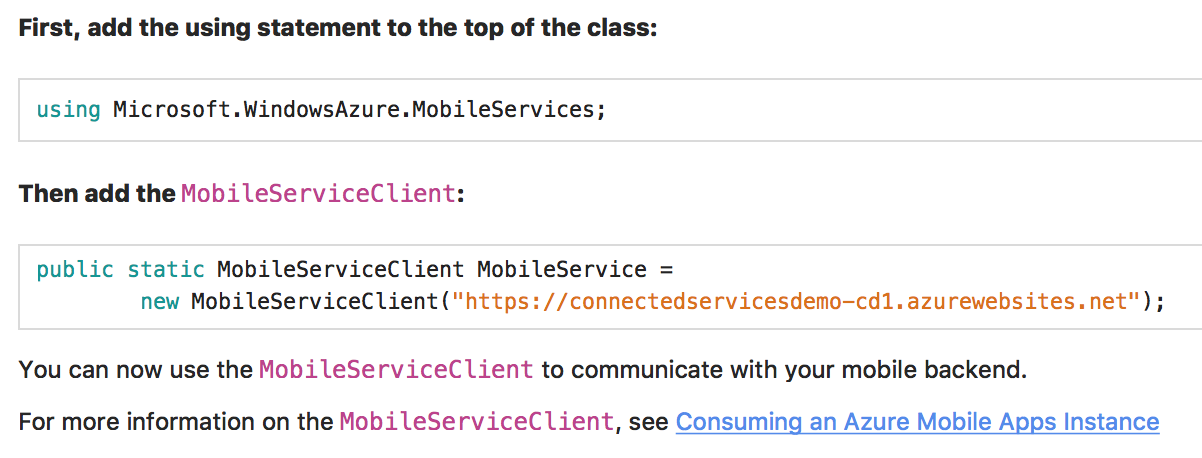 First, add the using statement to the top of the class:
using Microsoft.WindowsAzure.MobileServices;
Then add the MobileServiceClient:
public static MobileServiceClient MobileService =
new MobileServiceClient("https://connectedservicesdemo-cd1.azurewebsites.net");
You can now use the MobileServiceClient to communicate with your mobile backend.
For more information on the MobileServiceClient, see Consuming an Azure Mobile Apps Instance